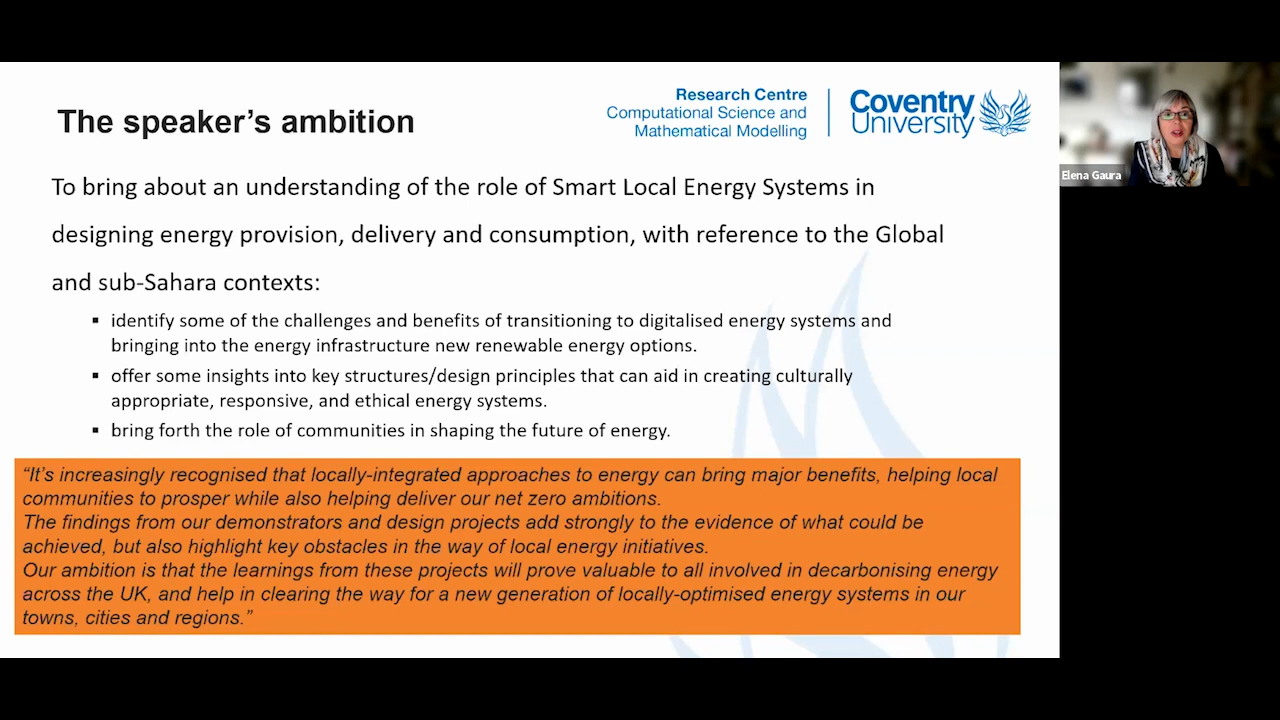 The speaker's ambition
Research Centre
Computational Science and
Mathematical Modelling
Coventry
University
Elena Gaura
To bring about an understanding of the role of Smart Local Energy Systems in
designing energy provision, delivery and consumption, with reference to the Global
and sub-Sahara contexts:
▪ identify some of the challenges and benefits of transitioning to digitalised energy systems and
bringing into the energy infrastructure new renewable energy options.
▪ offer some insights into key structures/design principles that can aid in creating culturally
appropriate, responsive, and ethical energy systems.
▪ bring forth the role of communities in shaping the future of energy.
“It’s increasingly recognised that locally-integrated approaches to energy can bring major benefits, helping local
communities to prosper while also helping deliver our net zero ambitions.
The findings from our demonstrators and design projects add strongly to the evidence of what could be
achieved, but also highlight key obstacles in the way of local energy initiatives.
Our ambition is that the learnings from these projects will prove valuable to all involved in decarbonising energy
across the UK, and help in clearing the way for a new generation of locally-optimised energy systems in our
towns, cities and regions.”